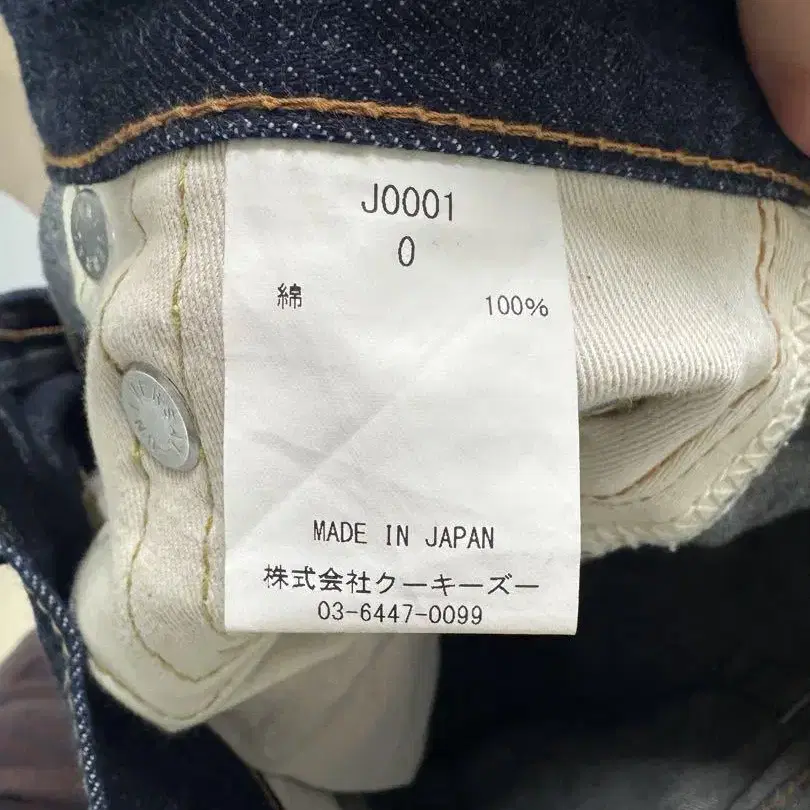 J0001
0
綿 100%
MADE IN JAPAN
株式会社クーキーズー
03-6447-0099